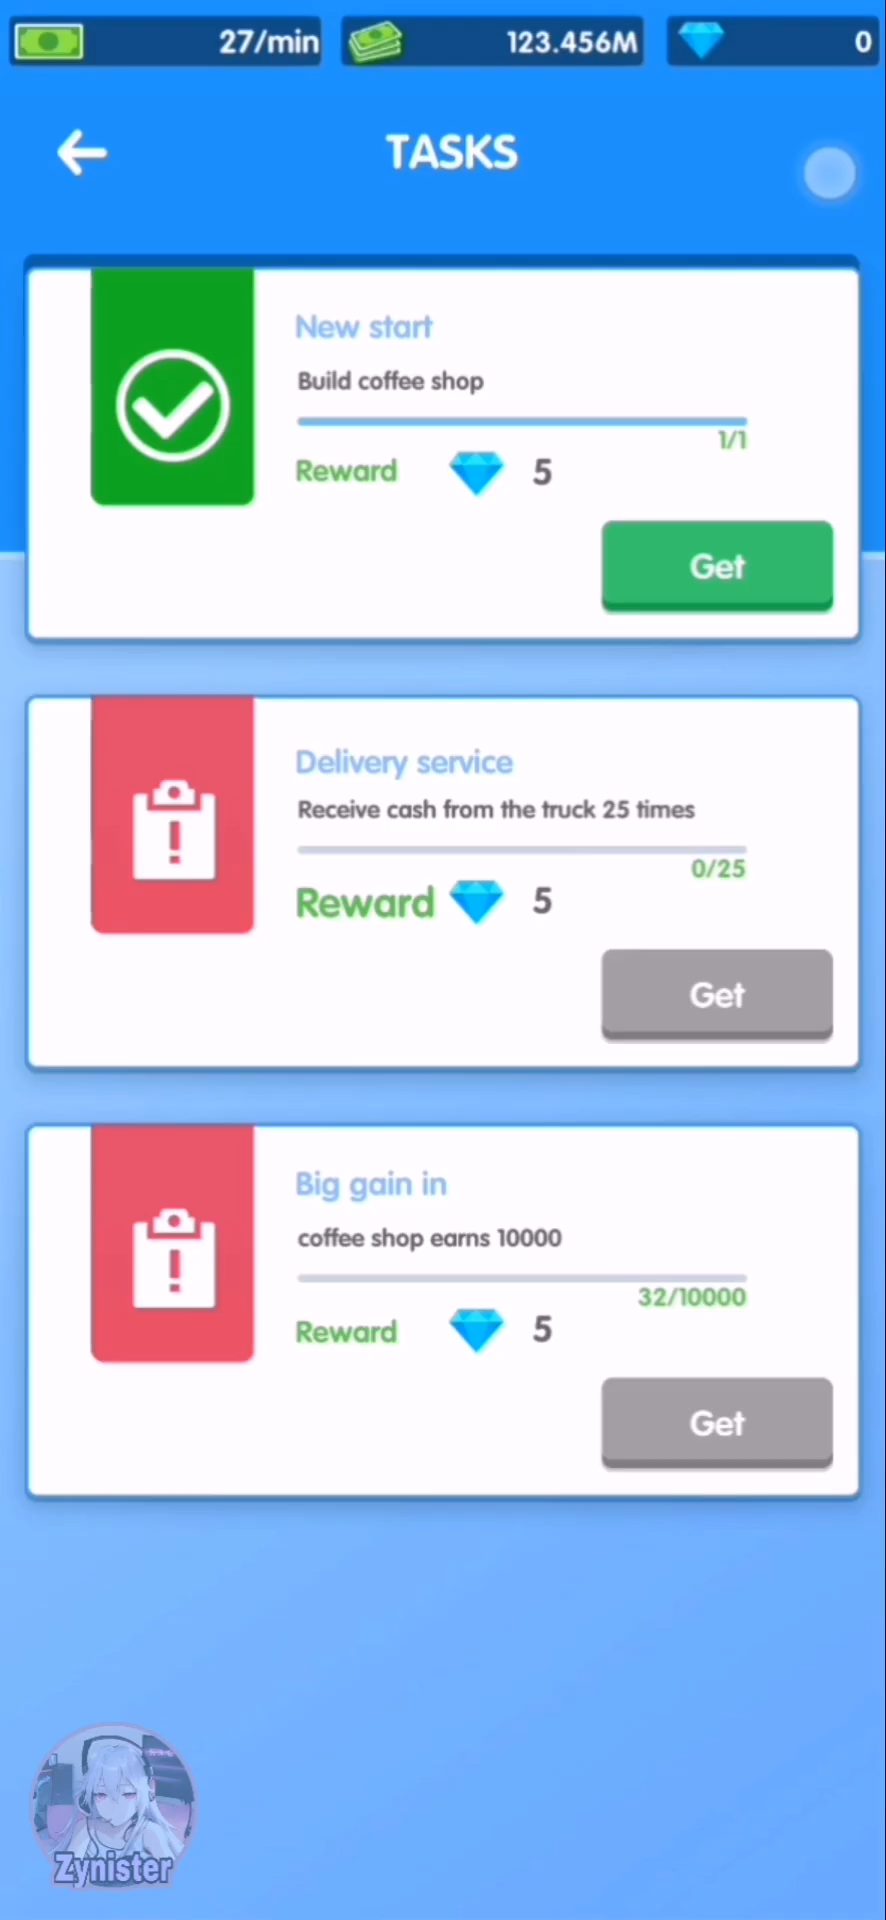 27/min 123.456M 0
TASKS
New start
Build coffee shop
1/1
Reward 5
Get
Delivery service
Receive cash from the truck 25 times
0/25
Reward 5
Get
Big gain in
coffee shop earns 10000
32/10000
Reward 5
Get
Zynister